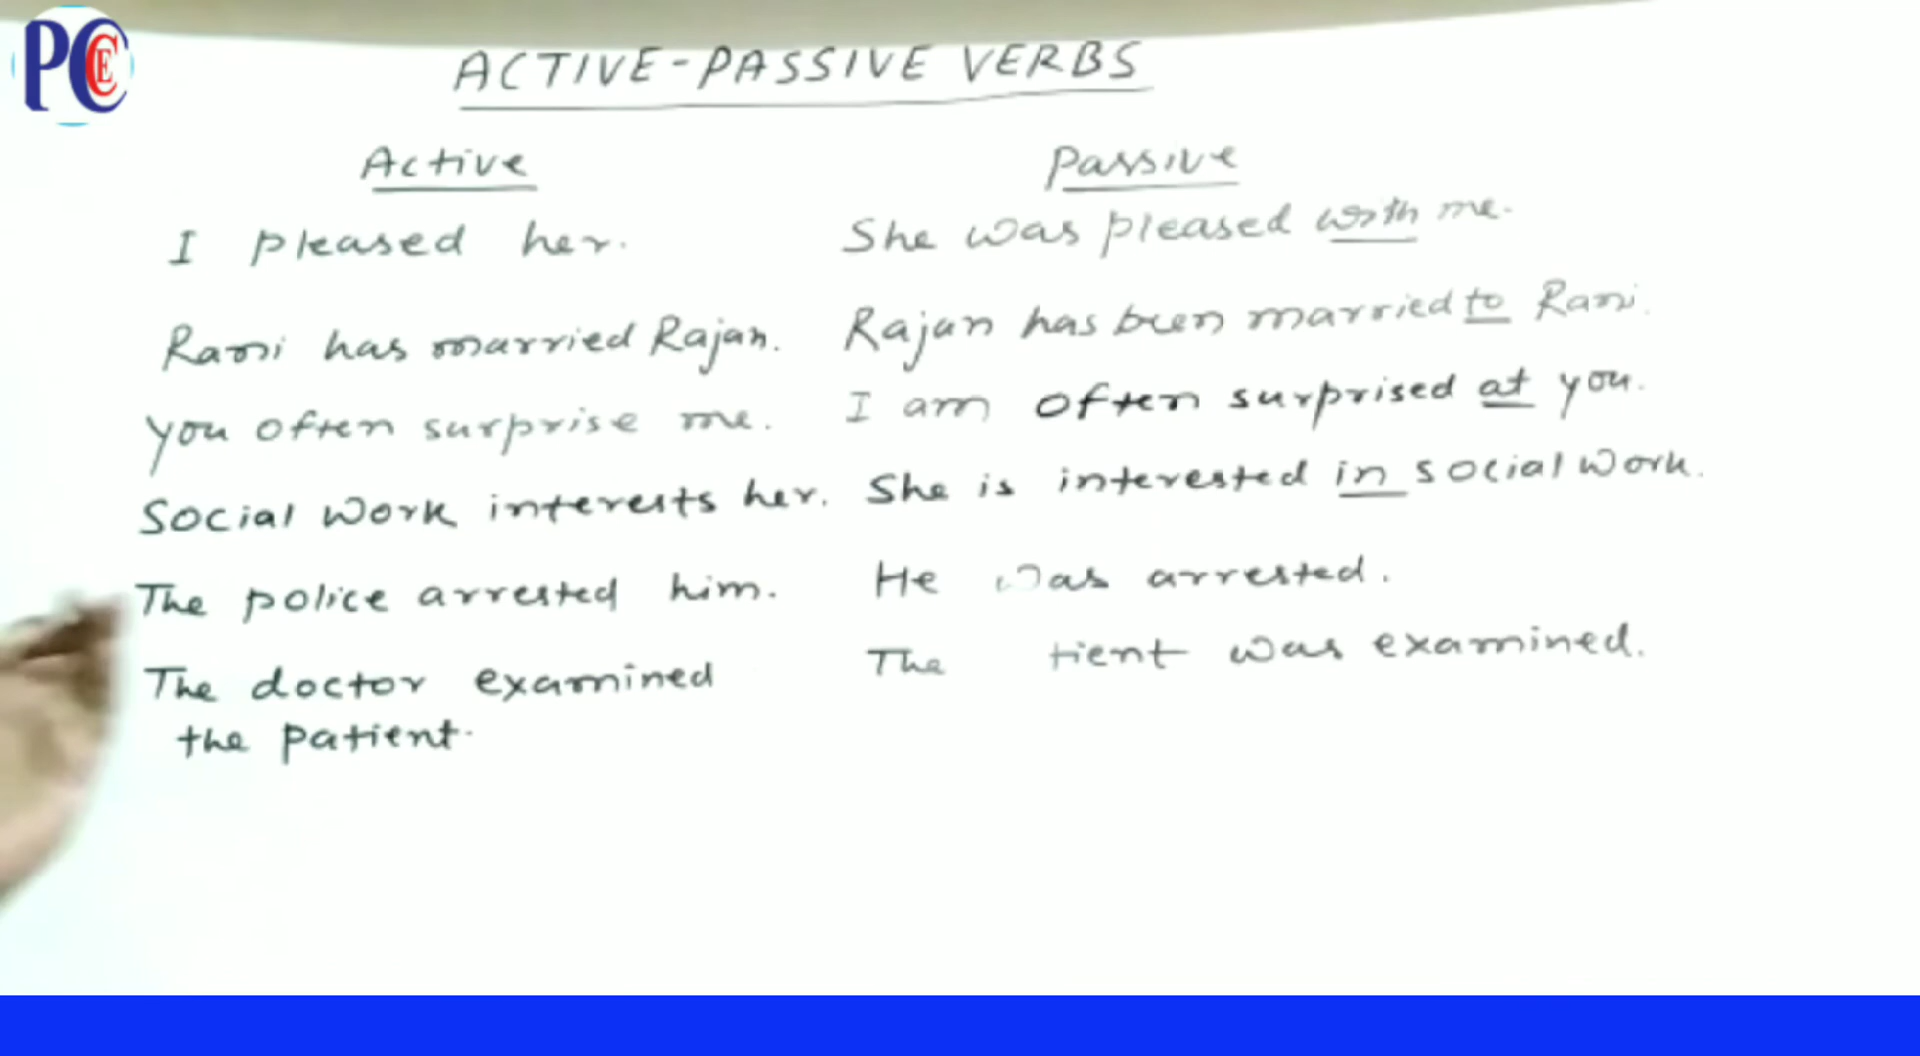 PCCE
ACTIVE-PASSIVE VERBS
Active Passive
I pleased her. She was pleased with me.
Rani has married Rajan. Rajan has been married to Rani.
You often surprise me. I am often surprised at you.
Social work interests her. She is interested in social work.
The police arrested him. He was arrested.
The doctor examined The tient was examined.
the patient.